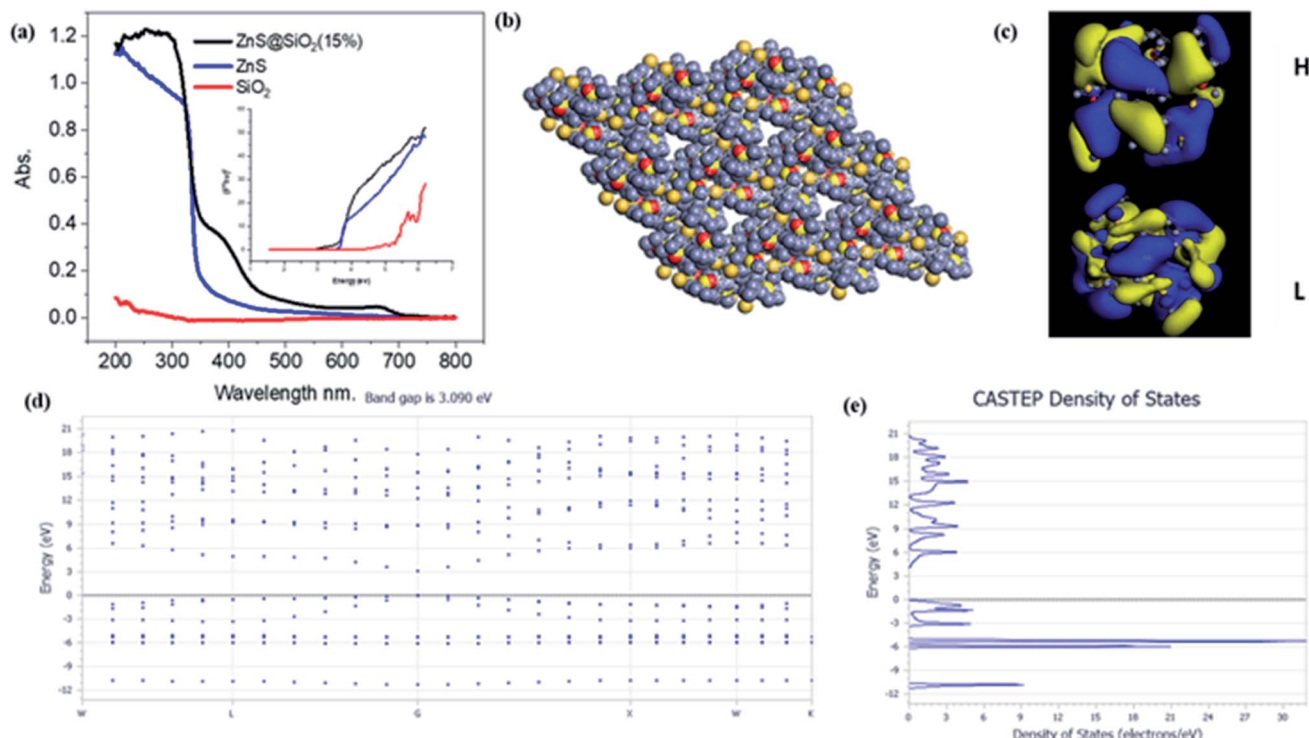 (a)
ZnS@SiO2(15%)
ZnS
SiO2
Abs.
1.2
1.0
0.8
0.6
0.4
0.2
0.0
200 300 400 500 600 700 800
Wavelength nm.
Energy (ev)
(b)
(c)
H
L
(d)
Band gap is 3.090 eV
Energy (eV)
21
18
15
12
9
6
3
0
-3
-6
-9
-12
W L G X W K
(e)
CASTEP Density of States
Energy (eV)
21
18
15
12
9
6
3
0
-3
-6
-9
-12
0 3 6 9 12 15 18 21 24 27 30
Density of States (electrons/eV)